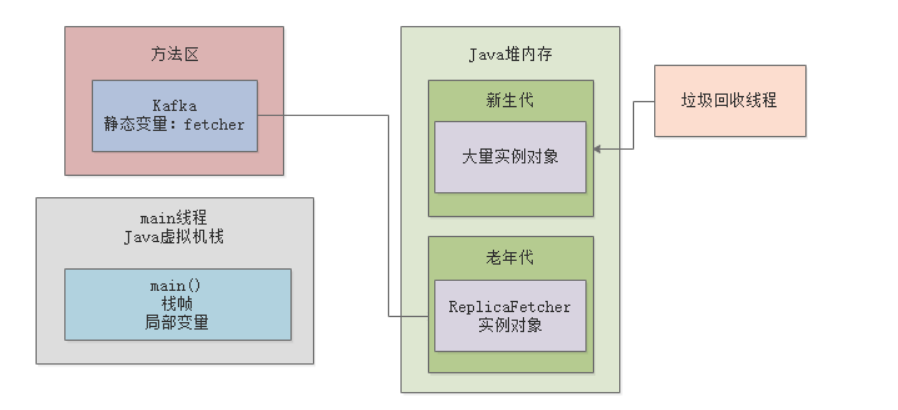 方法区
Kafka
静态变量：fetcher
main线程
Java虚拟机栈
main()
栈帧
局部变量
Java堆内存
新生代
大量实例对象
老年代
ReplicaFetcher
实例对象
垃圾回收线程